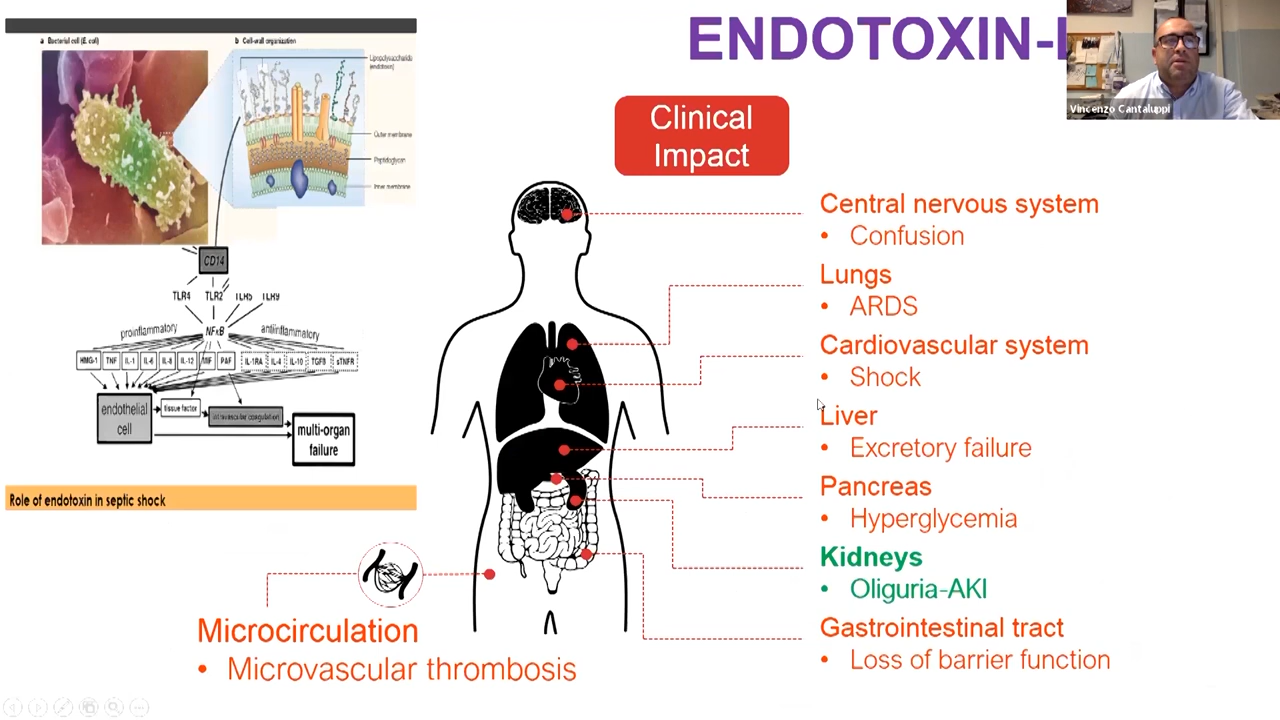 ENDOTOXIN-
Vincenzo Cantaluppi
a Bacterial cell (E. coli)
b Cell-wall organization
Lipopolysaccharide
(endotoxin)
Outer membrane
Peptidoglycan
Inner membrane
CD14
TLR4 TLR2 TLR5 TLR9
proinflammatory NFκB antiinflammatory
HMG-1 TNF IL-1 IL-6 IL-8 IL-12 MIF PAF IL-1RA IL-4 IL-10 TGFβ sTNFR
endothelial
cell
tissue factor
intravascular coagulation
multi-organ
failure
Role of endotoxin in septic shock
Clinical
Impact
Central nervous system
• Confusion
Lungs
• ARDS
Cardiovascular system
• Shock
Liver
• Excretory failure
Pancreas
• Hyperglycemia
Kidneys
• Oliguria-AKI
Gastrointestinal tract
• Loss of barrier function
Microcirculation
• Microvascular thrombosis